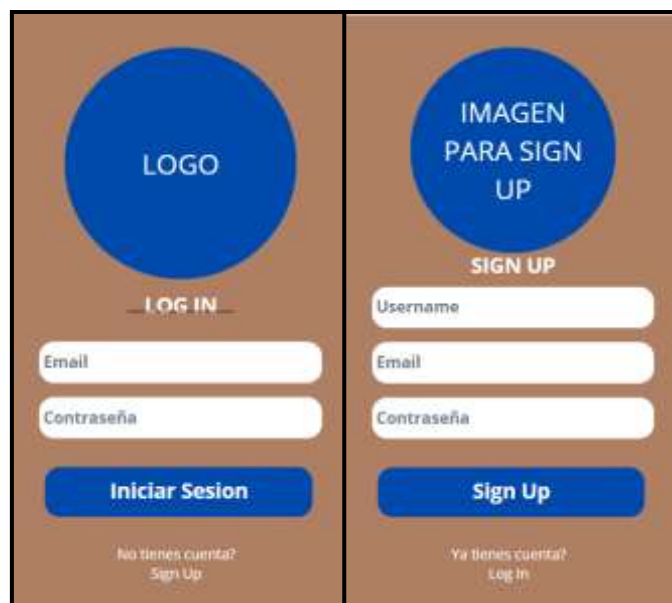 LOGO
LOG IN
Email
Contraseña
Iniciar Sesion
No tienes cuenta?
Sign Up
IMAGEN
PARA SIGN
UP
SIGN UP
Username
Email
Contraseña
Sign Up
Ya tienes cuenta?
Log In